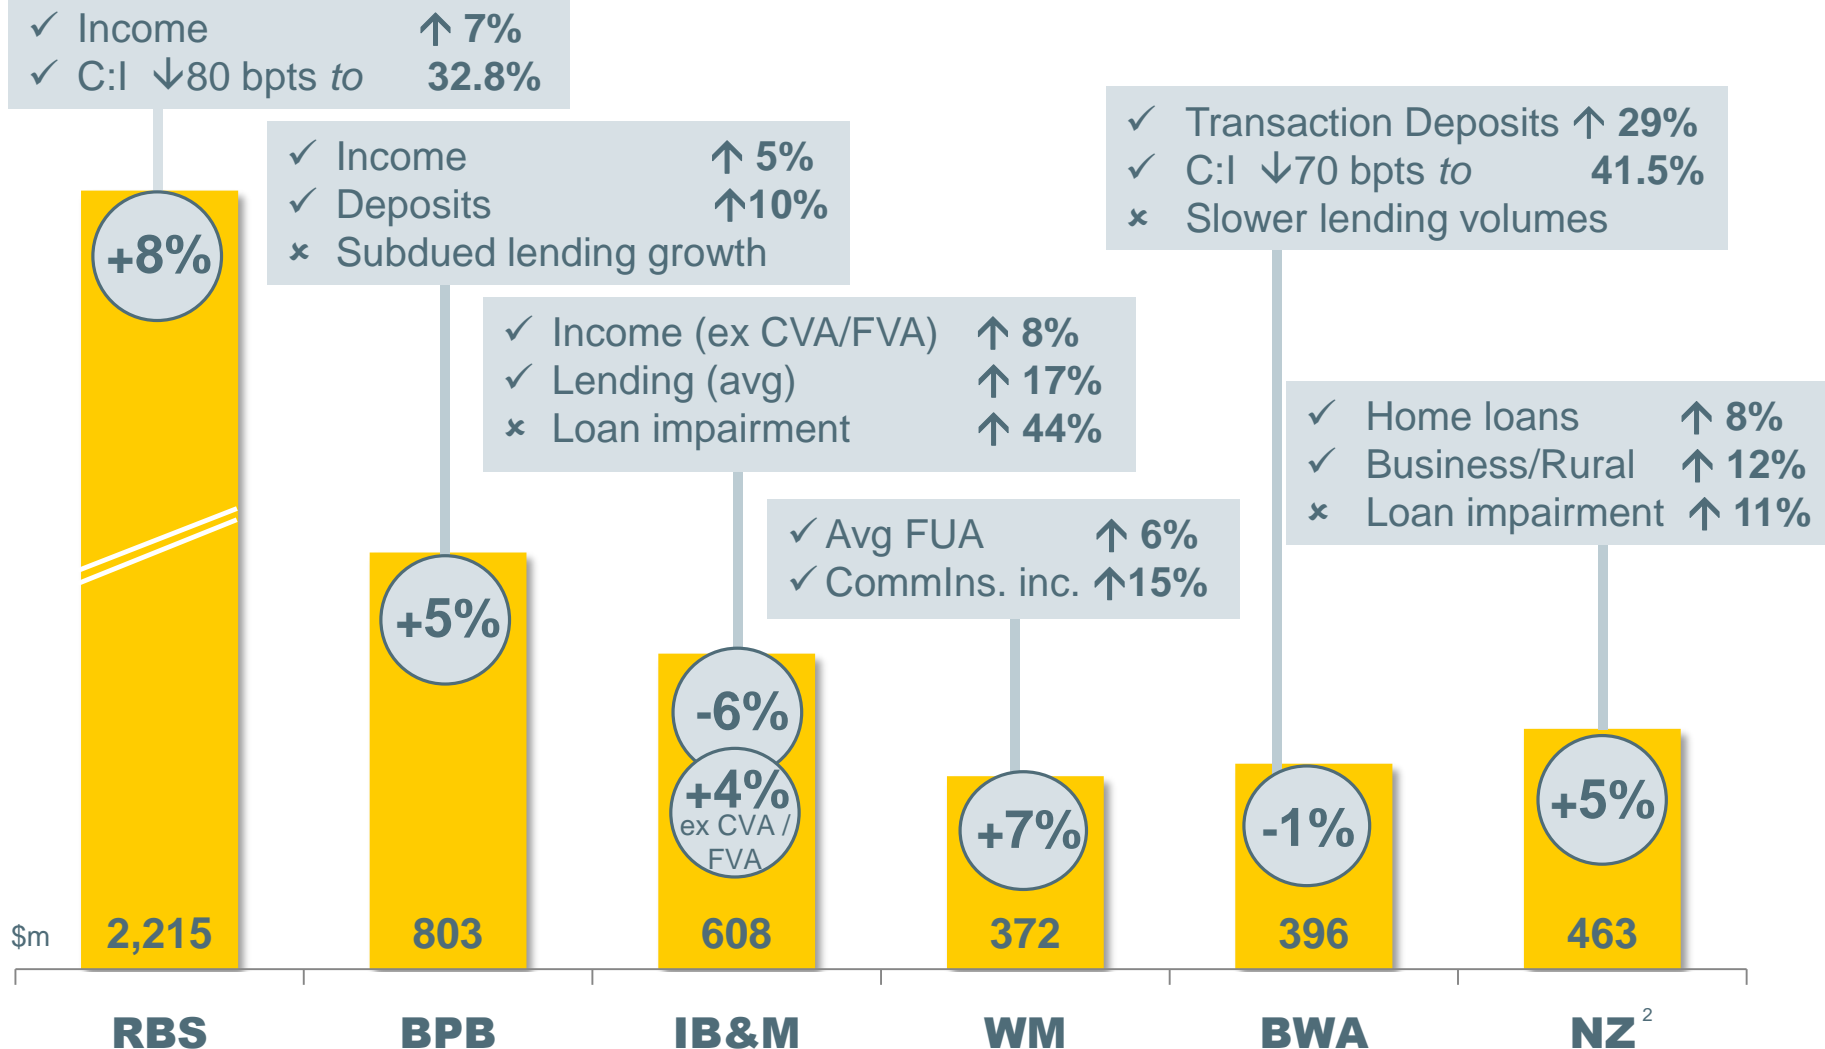 ✓ Income ↑ 7%
✓ C:I ↓80 bpts to 32.8%
✓ Income ↑ 5%
✓ Deposits ↑10%
× Subdued lending growth
✓ Income (ex CVA/FVA) ↑ 8%
✓ Lending (avg) ↑ 17%
× Loan impairment ↑ 44%
✓ Avg FUA ↑ 6%
✓ CommIns. inc. ↑15%
✓ Transaction Deposits ↑ 29%
✓ C:I ↓70 bpts to 41.5%
× Slower lending volumes
✓ Home loans ↑ 8%
✓ Business/Rural ↑ 12%
× Loan impairment ↑ 11%
+8%
+5%
-6%
+4%
ex CVA /
FVA
+7%
-1%
+5%
$m 2,215 803 608 372 396 463
RBS BPB IB&M WM BWA NZ 2